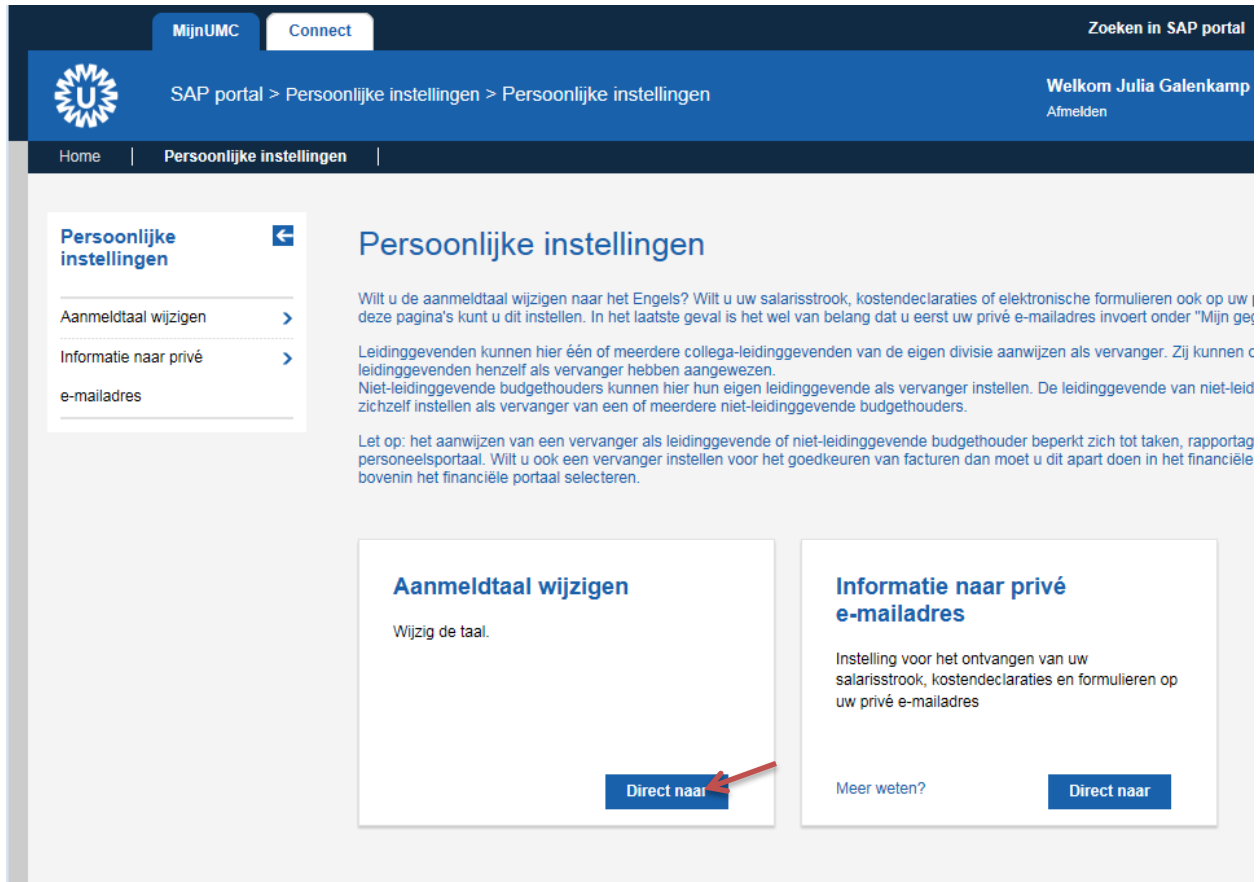 MijnUMC Connect Zoeken in SAP portal
U
UMC
SAP portal > Persoonlijke instellingen > Persoonlijke instellingen
Welkom Julia Galenkamp
Afmelden
Home | Persoonlijke instellingen |
Persoonlijke
instellingen
Aanmeldtaal wijzigen
Informatie naar privé
e-mailadres
Persoonlijke instellingen
Wilt u de aanmeldtaal wijzigen naar het Engels? Wilt u uw salarisstrook, kostendeclaraties of elektronische formulieren ook op uw
deze pagina's kunt u dit instellen. In het laatste geval is het wel van belang dat u eerst uw privé e-mailadres invoert onder "Mijn
Leidinggevenden kunnen hier één of meerdere collega-leidinggevenden van de eigen divisie aanwijzen als vervanger. Zij kunnen
leidinggevenden henzelf als vervanger hebben aangewezen.
Niet-leidinggevende budgethouders kunnen hier hun eigen leidinggevende als vervanger instellen. De leidinggevende van
zichzelf instellen als vervanger van een of meerdere niet-leidinggevende budgethouders.
Let op: het aanwijzen van een vervanger als leidinggevende of niet-leidinggevende budgethouder beperkt zich tot taken,
personeelsportaal. Wilt u ook een vervanger instellen voor het goedkeuren van facturen dan moet u dit apart doen in het financiële
bovenin het financiële portaal selecteren.
Aanmeldtaal wijzigen
Wijzig de taal.
Direct naar
Informatie naar privé
e-mailadres
Instelling voor het ontvangen van uw
salarisstrook, kostendeclaraties en formulieren op
uw privé e-mailadres
Meer weten?
Direct naar